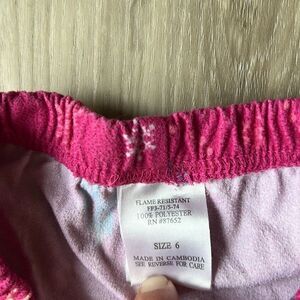 FLAME RESISTANT
FF3-71/5-74
100% POLYESTER
RN #87652
SIZE 6
MADE IN CAMBODIA
SEE REVERSE FOR CARE